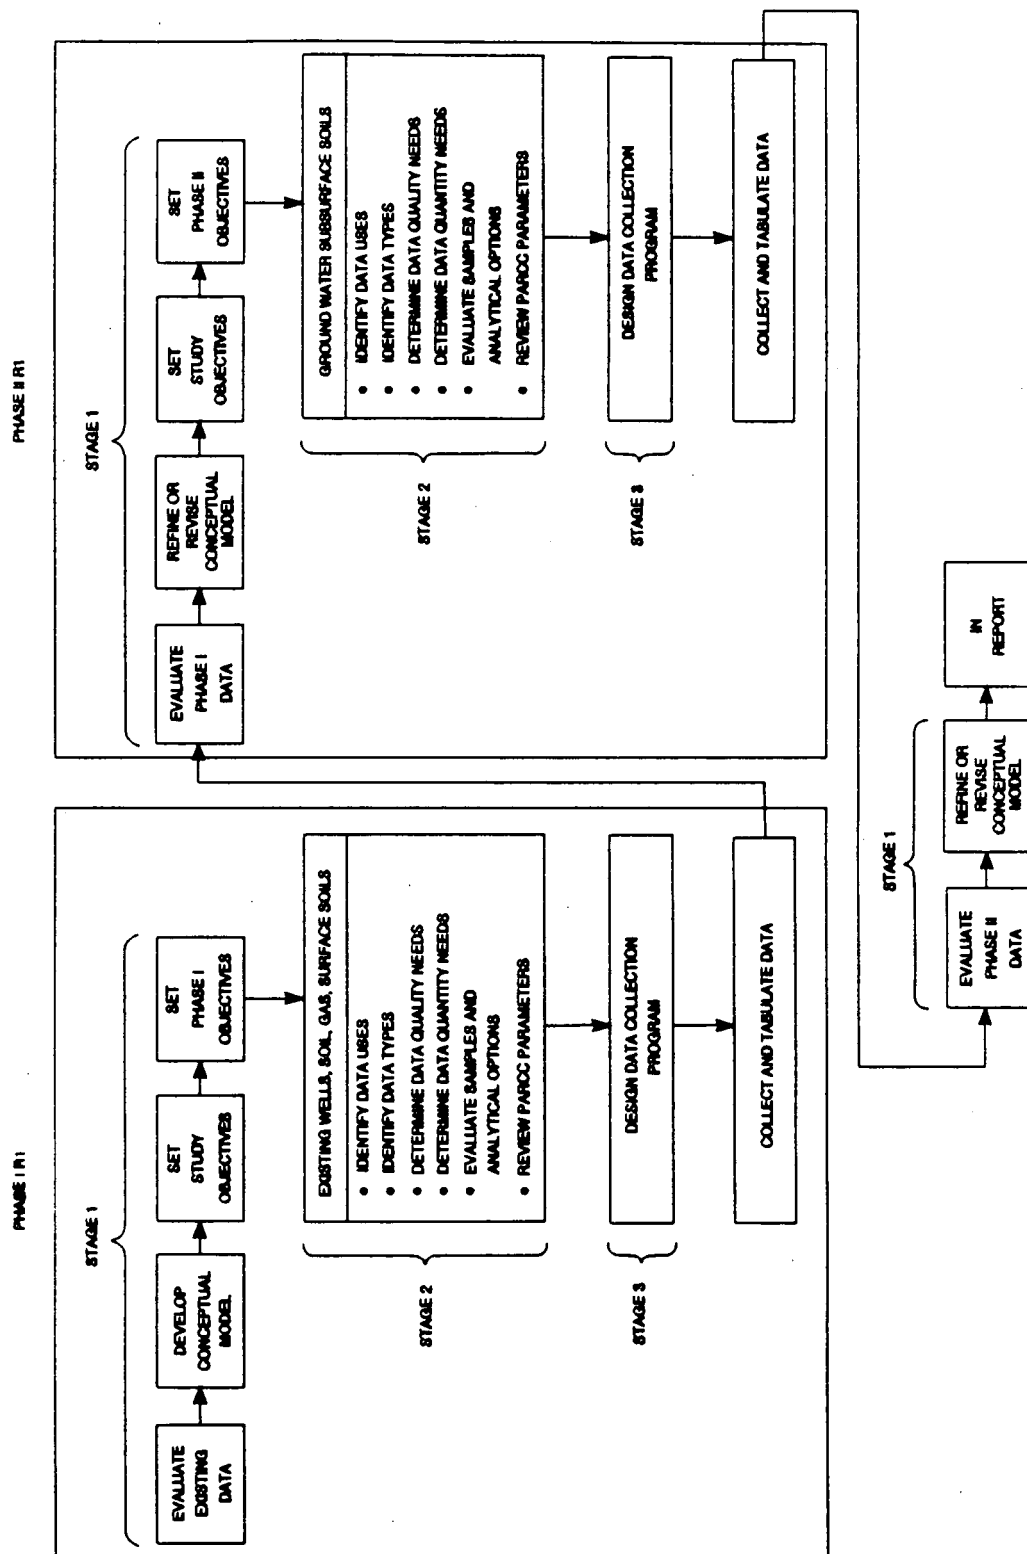 PHASE I R1
STAGE 1
EVALUATE
EXISTING
DATA
DEVELOP
CONCEPTUAL
MODEL
SET
STUDY
OBJECTIVES
SET
PHASE I
OBJECTIVES
EXISTING WELLS, SOIL, GAS, SURFACE SOILS
• IDENTIFY DATA USES
• IDENTIFY DATA TYPES
• DETERMINE DATA QUALITY NEEDS
• DETERMINE DATA QUANTITY NEEDS
• EVALUATE SAMPLES AND
ANALYTICAL OPTIONS
• REVIEW PARCC PARAMETERS
STAGE 2
DESIGN DATA COLLECTION
PROGRAM
STAGE 3
COLLECT AND TABULATE DATA
PHASE II R1
STAGE 1
EVALUATE
PHASE I
DATA
REFINE OR
REVISE
CONCEPTUAL
MODEL
SET
STUDY
OBJECTIVES
SET
PHASE II
OBJECTIVES
GROUND WATER SUBSURFACE SOILS
• IDENTIFY DATA USES
• IDENTIFY DATA TYPES
• DETERMINE DATA QUALITY NEEDS
• DETERMINE DATA QUANTITY NEEDS
• EVALUATE SAMPLES AND
ANALYTICAL OPTIONS
• REVIEW PARCC PARAMETERS
STAGE 2
DESIGN DATA COLLECTION
PROGRAM
STAGE 3
COLLECT AND TABULATE DATA
STAGE 1
EVALUATE
PHASE II
DATA
REFINE OR
REVISE
CONCEPTUAL
MODEL
IN
REPORT